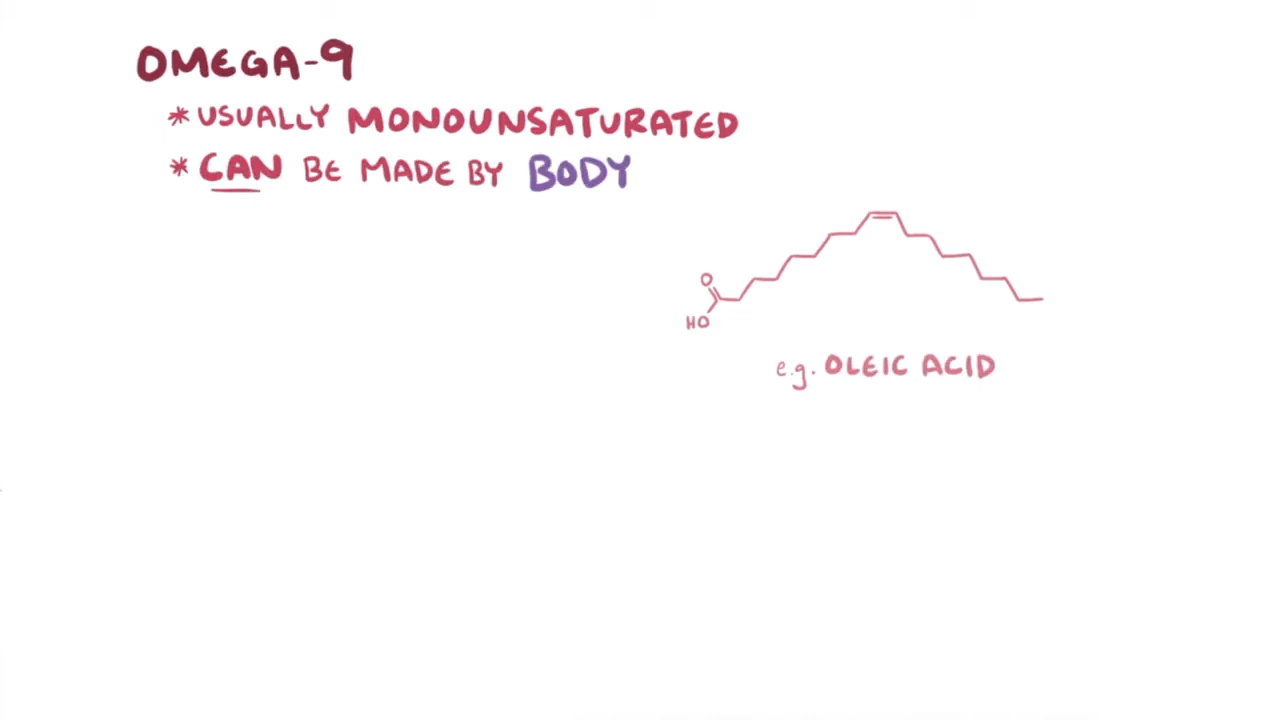 OMEGA-9
* USUALLY MONOUNSATURATED
* CAN BE MADE BY BODY
O
HO
e.g. OLEIC ACID